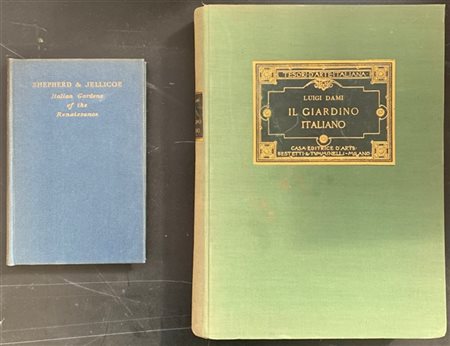 SHEPHERD & JELLICOE
Italian Gardens
of the
Renaissance
TESORI D'ARTE ITALIANA
LUIGI DAMI
IL GIARDINO
ITALIANO
CASA EDITRICE D'ARTE
BESTETTI & TVMMINELLI - MILANO